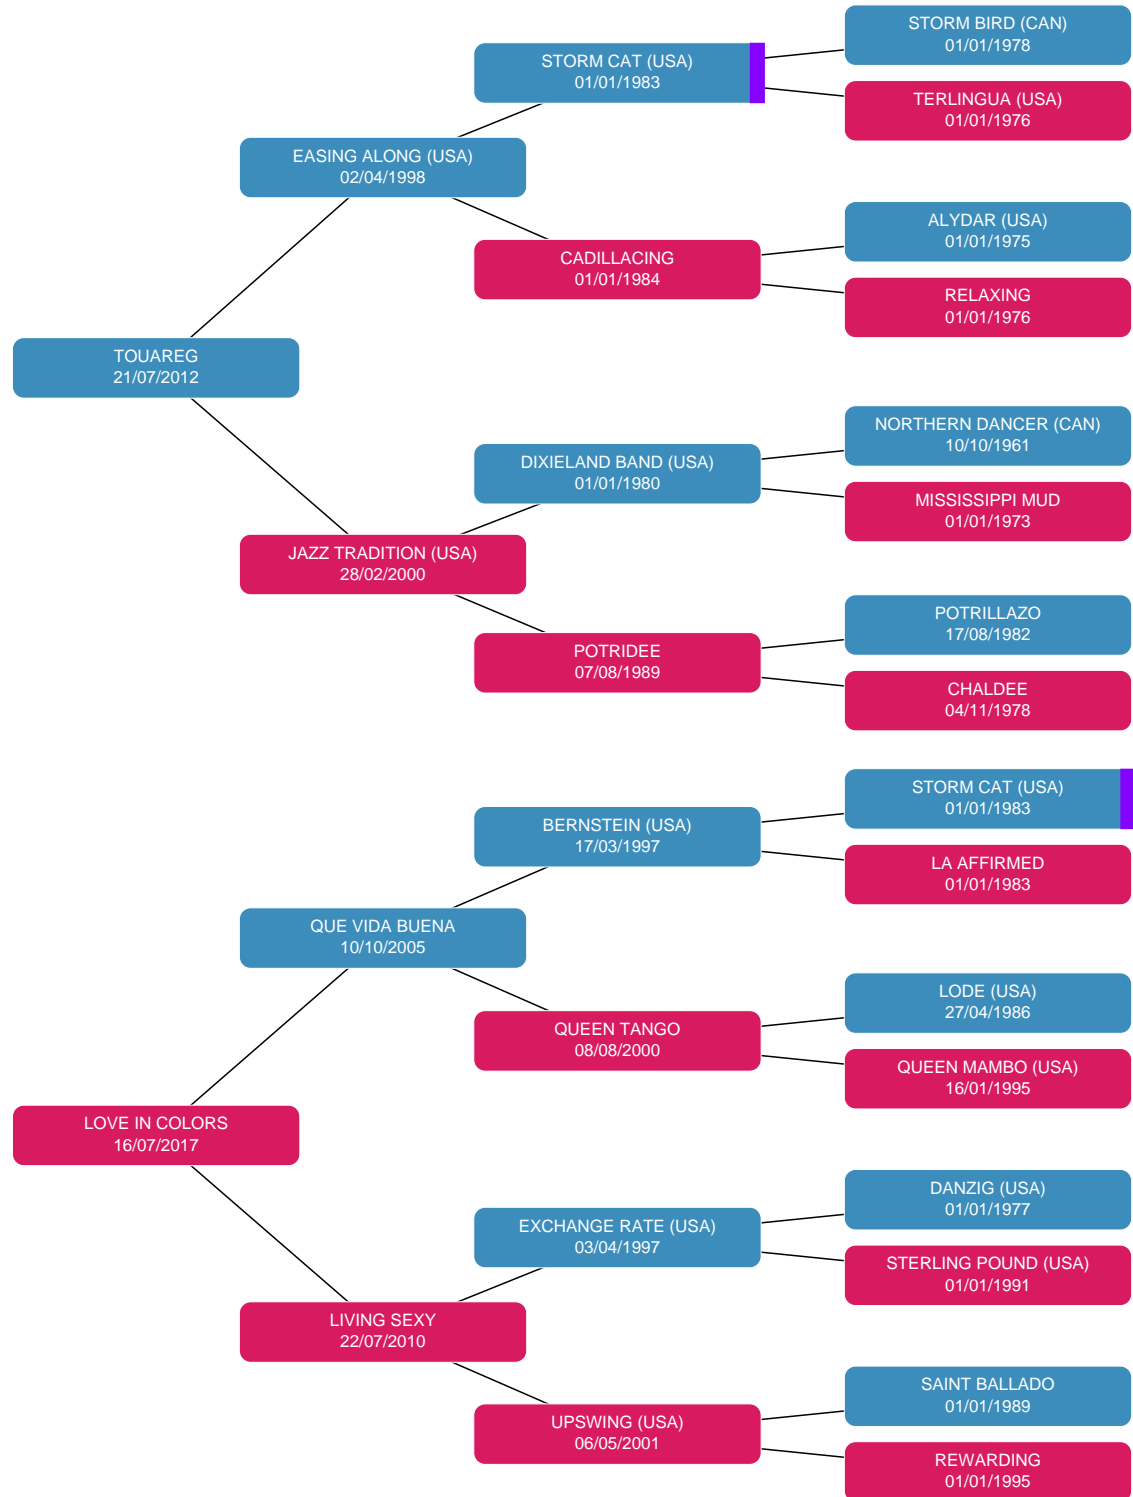 STORM BIRD (CAN)
01/01/1978
STORM CAT (USA)
01/01/1983
TERLINGUA (USA)
01/01/1976
EASING ALONG (USA)
02/04/1998
ALYDAR (USA)
01/01/1975
CADILLACING
01/01/1984
RELAXING
01/01/1976
TOUAREG
21/07/2012
NORTHERN DANCER (CAN)
10/10/1961
DIXIELAND BAND (USA)
01/01/1980
MISSISSIPPI MUD
01/01/1973
JAZZ TRADITION (USA)
28/02/2000
POTRILLAZO
17/08/1982
POTRIDEE
07/08/1989
CHALDEE
04/11/1978
STORM CAT (USA)
01/01/1983
BERNSTEIN (USA)
17/03/1997
LA AFFIRMED
01/01/1983
QUE VIDA BUENA
10/10/2005
LODE (USA)
27/04/1986
QUEEN TANGO
08/08/2000
QUEEN MAMBO (USA)
16/01/1995
LOVE IN COLORS
16/07/2017
DANZIG (USA)
01/01/1977
EXCHANGE RATE (USA)
03/04/1997
STERLING POUND (USA)
01/01/1991
LIVING SEXY
22/07/2010
SAINT BALLADO
01/01/1989
UPSWING (USA)
06/05/2001
REWARDING
01/01/1995